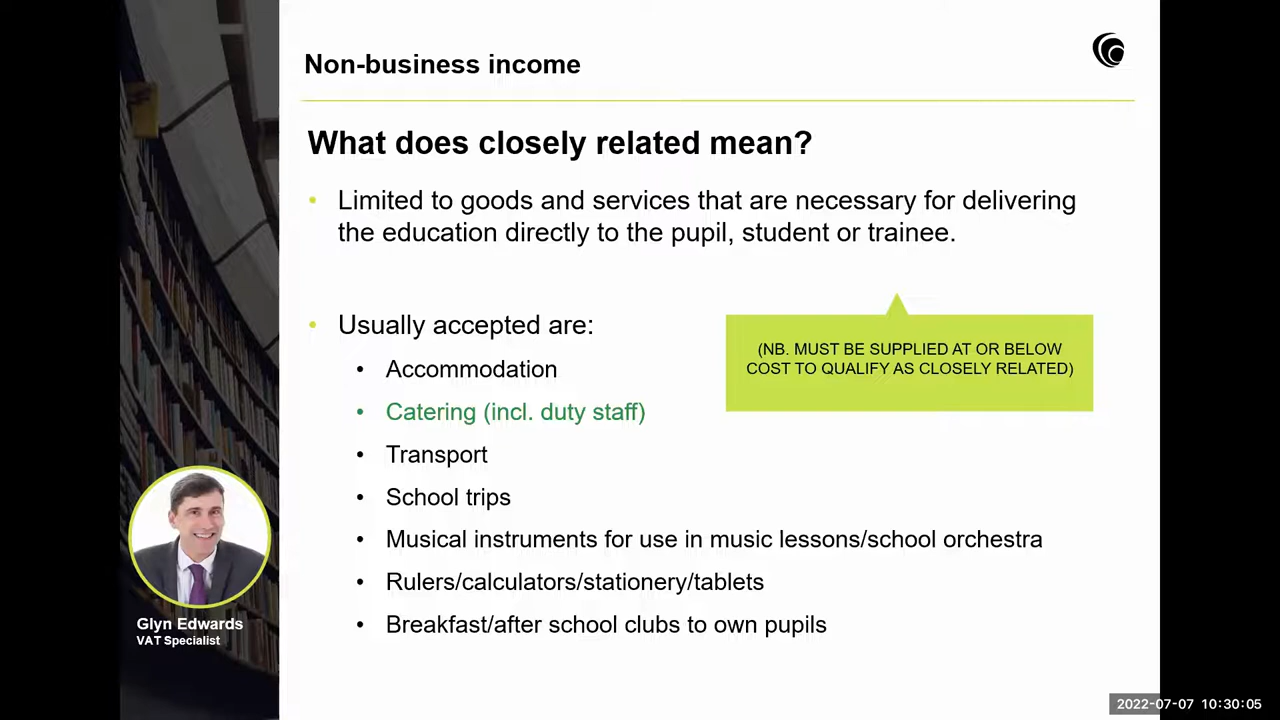 Non-business income
What does closely related mean?
• Limited to goods and services that are necessary for delivering
the education directly to the pupil, student or trainee.
• Usually accepted are:
• Accommodation
• Catering (incl. duty staff)
• Transport
• School trips
• Musical instruments for use in music lessons/school orchestra
• Rulers/calculators/stationery/tablets
• Breakfast/after school clubs to own pupils
(NB. MUST BE SUPPLIED AT OR BELOW
COST TO QUALIFY AS CLOSELY RELATED)
Glyn Edwards
VAT Specialist
2022-07-07 10:30:05